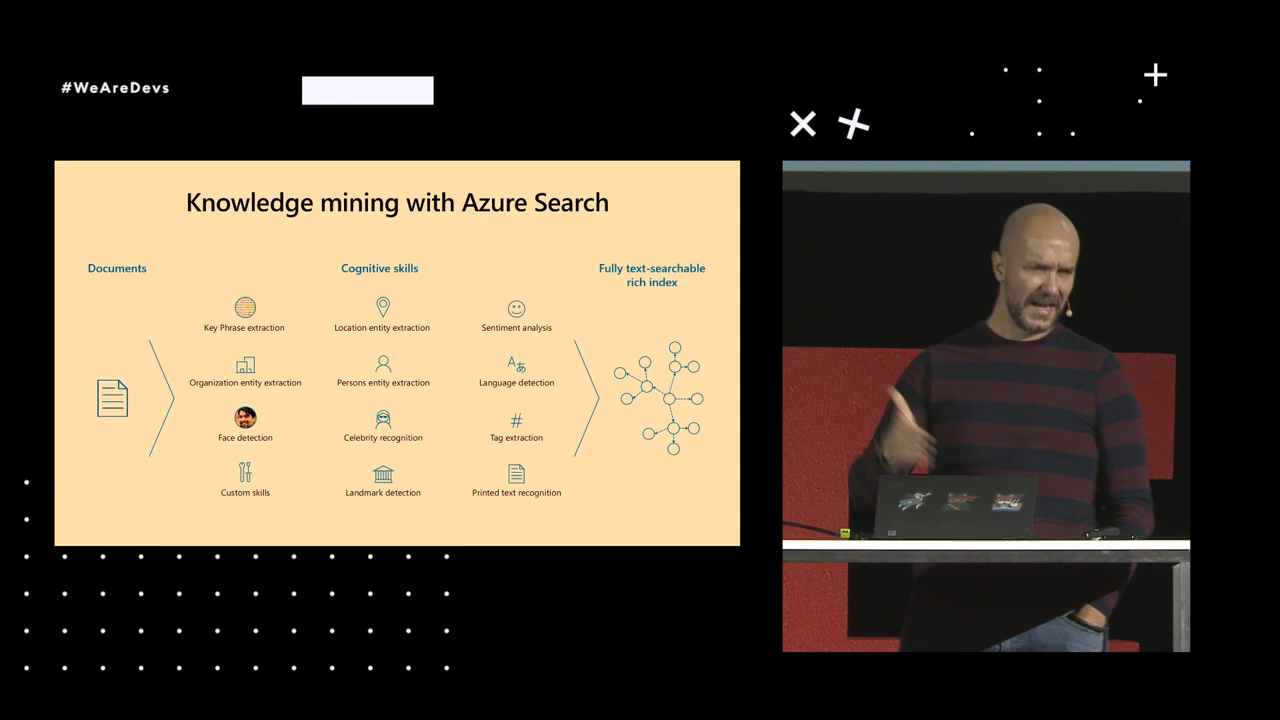 #WeAreDevs
Knowledge mining with Azure Search
Documents
Cognitive skills
Fully text-searchable
rich index
Key Phrase extraction
Location entity extraction
Sentiment analysis
Organization entity extraction
Persons entity extraction
Language detection
Face detection
Celebrity recognition
Tag extraction
Custom skills
Landmark detection
Printed text recognition